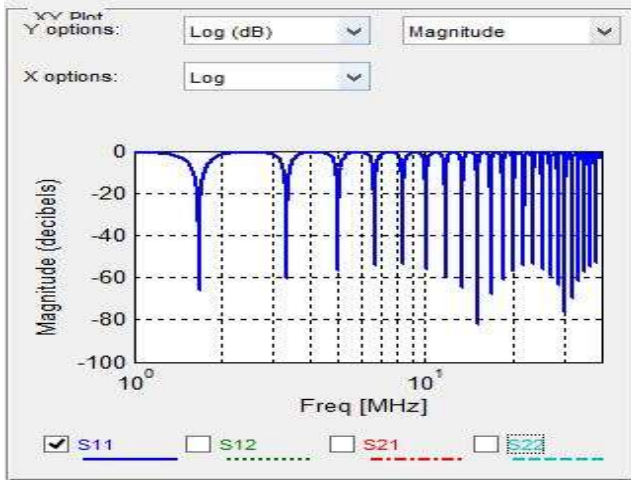 XY Plot
Y options: Log (dB) Magnitude
X options: Log
0
-20
-40
-60
-80
-100
Magnitude (decibels)
10^0 10^1
Freq [MHz]
S11 S12 S21 S22